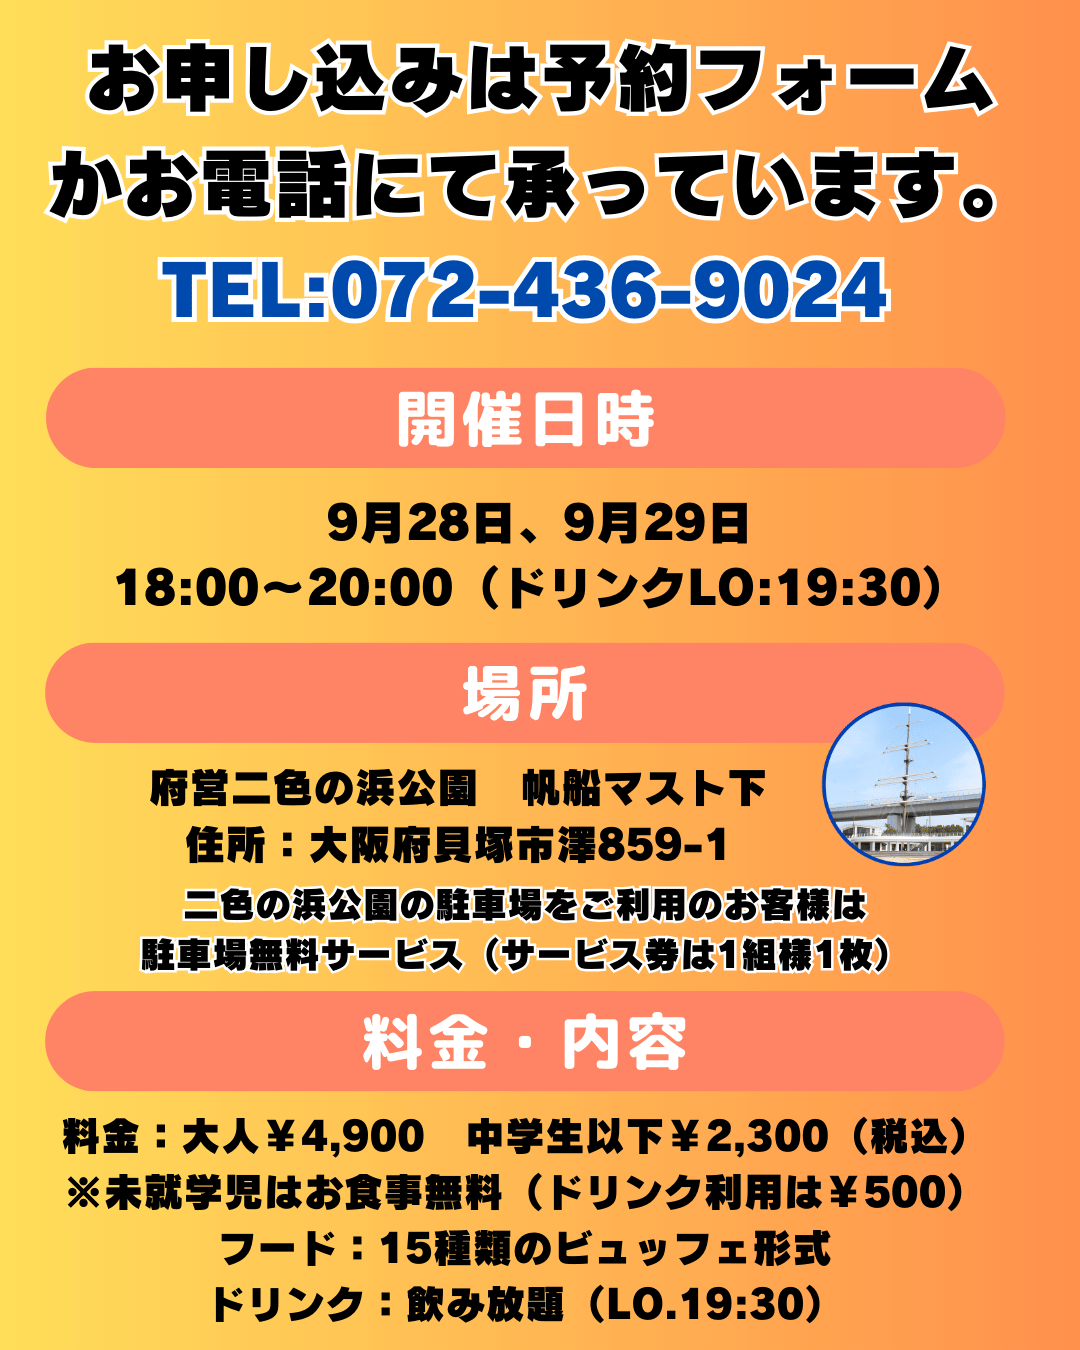 お申し込みは予約フォーム
かお電話にて承っています。
TEL:072-436-9024
開催日時
9月28日、9月29日
18:00～20:00（ドリンクLO:19:30）
場所
府営二色の浜公園　帆船マスト下
住所：大阪府貝塚市澤859-1
二色の浜公園の駐車場をご利用のお客様は
駐車場無料サービス（サービス券は1組様1枚）
料金・内容
料金：大人￥4,900　中学生以下￥2,300（税込）
※未就学児はお食事無料（ドリンク利用は￥500）
フード：15種類のビュッフェ形式
ドリンク：飲み放題（LO.19:30）